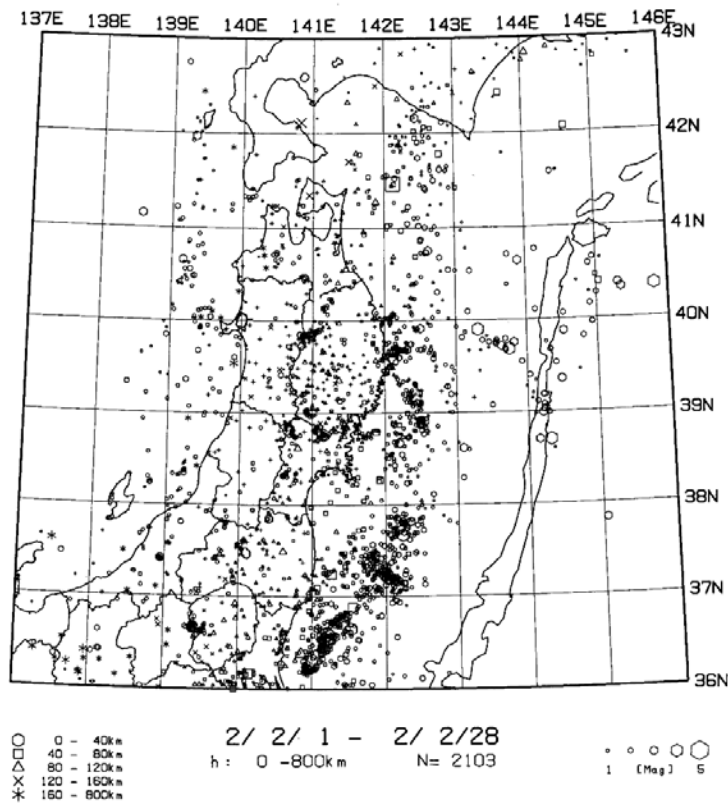 137E 138E 139E 140E 141E 142E 143E 144E 145E 146E
43N
42N
41N
40N
39N
38N
37N
36N
0 - 40km
40 - 80km
80 - 120km
120 - 160km
160 - 800km
2/ 2/ 1 - 2/ 2/28
h: 0 -800km N= 2103
1 [Mag] 5